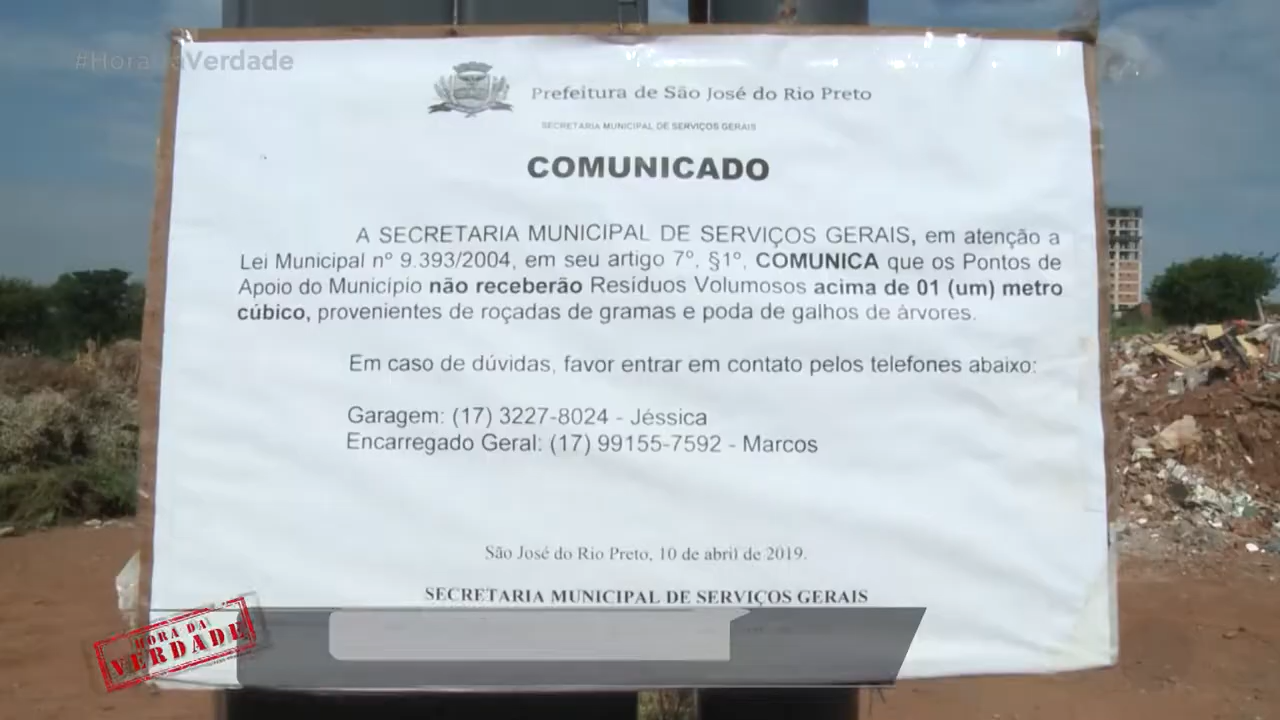 #Hora da Verdade
Prefeitura de São José do Rio Preto
SECRETARIA MUNICIPAL DE SERVIÇOS GERAIS
COMUNICADO
A SECRETARIA MUNICIPAL DE SERVIÇOS GERAIS, em atenção a
Lei Municipal nº 9.393/2004, em seu artigo 7º, §1º, COMUNICA que os Pontos de
Apoio do Município não receberão Resíduos Volumosos acima de 01 (um) metro
cúbico, provenientes de roçadas de gramas e poda de galhos de árvores.
Em caso de dúvidas, favor entrar em contato pelos telefones abaixo:
Garagem: (17) 3227-8024 - Jéssica
Encarregado Geral: (17) 99155-7592 - Marcos
São José do Rio Preto, 10 de abril de 2019.
SECRETARIA MUNICIPAL DE SERVIÇOS GERAIS
HORA DA
VERDADE